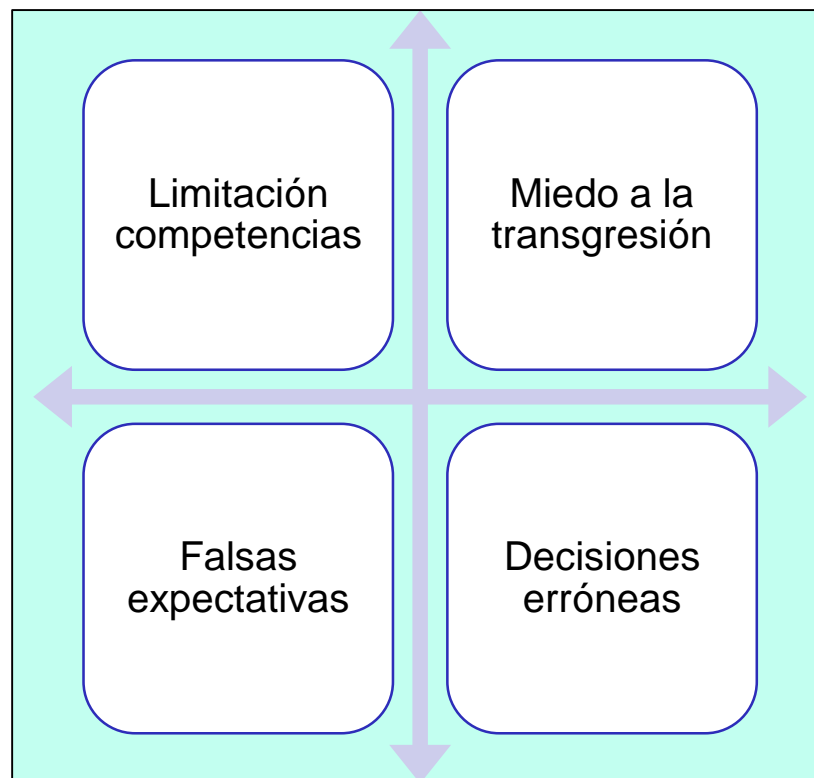 Limitación
competencias
Miedo a la
transgresión
Falsas
expectativas
Decisiones
erróneas